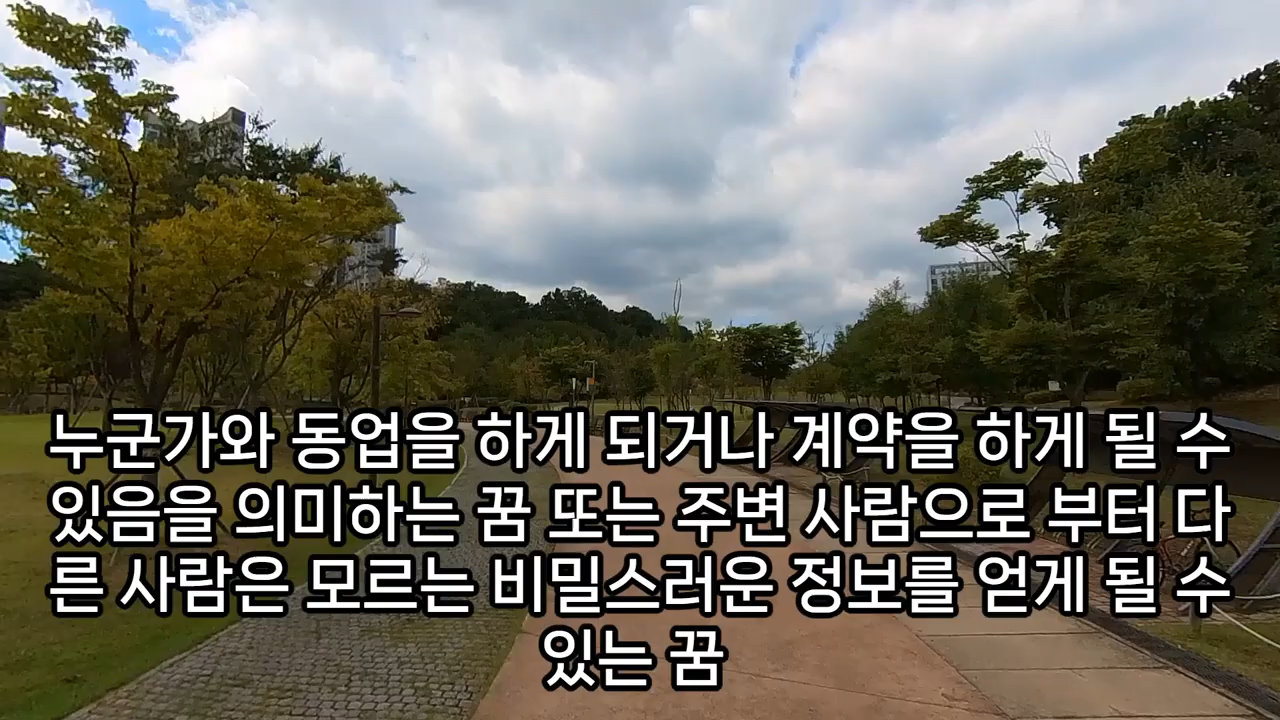 누군가와 동업을 하게 되거나 계약을 하게 될 수
있음을 의미하는 꿈 또는 주변 사람으로 부터 다
른 사람은 모르는 비밀스러운 정보를 얻게 될 수
있는 꿈